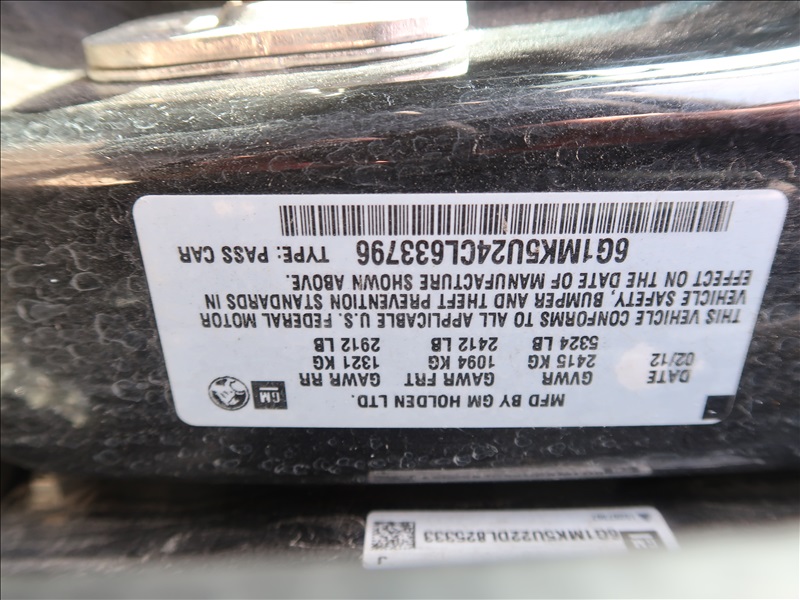 MFD BY GM HOLDEN LTD.
GM
DATE GVWR GAWR FRT GAWR RR
02/12 2415 KG 1094 KG 1321 KG
5324 LB 2412 LB 2912 LB
THIS VEHICLE CONFORMS TO ALL APPLICABLE U.S. FEDERAL MOTOR
VEHICLE SAFETY, BUMPER AND THEFT PREVENTION STANDARDS IN
EFFECT ON THE DATE OF MANUFACTURE SHOWN ABOVE.
6G1MK5U24CL633796 TYPE: PASS CAR
6G1MK5U22DL825333